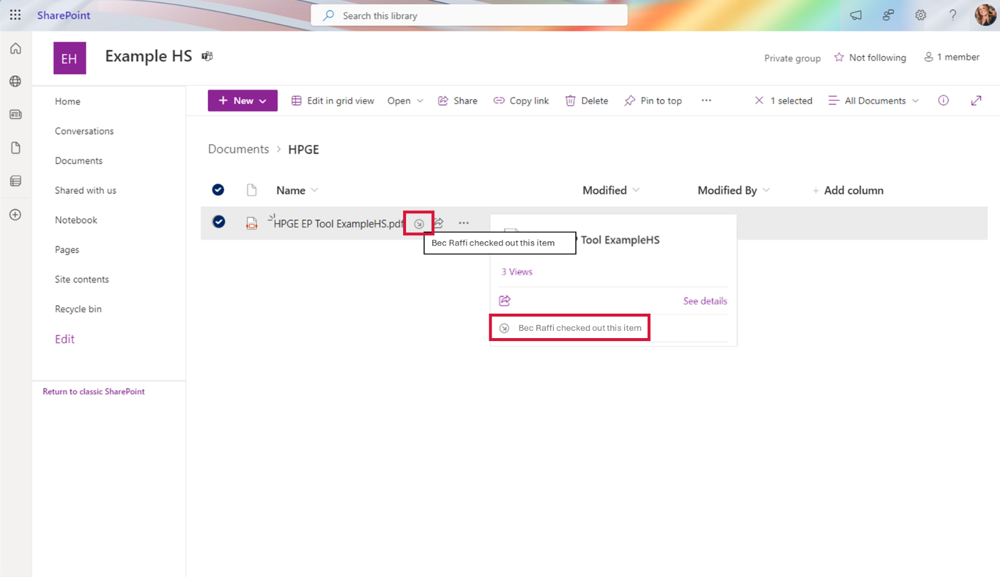 SharePoint
Search this library
EH
Example HS
Private group
Not following
1 member
Home
Conversations
Documents
Shared with us
Notebook
Pages
Site contents
Recycle bin
Edit
Return to classic SharePoint
+ New
Edit in grid view
Open
Share
Copy link
Delete
Pin to top
1 selected
All Documents
Documents > HPGE
Name
Modified
Modified By
+ Add column
HPGE EP Tool ExampleHS.pdf
Bec Raffi checked out this item
Tool ExampleHS
3 Views
See details
Bec Raffi checked out this item